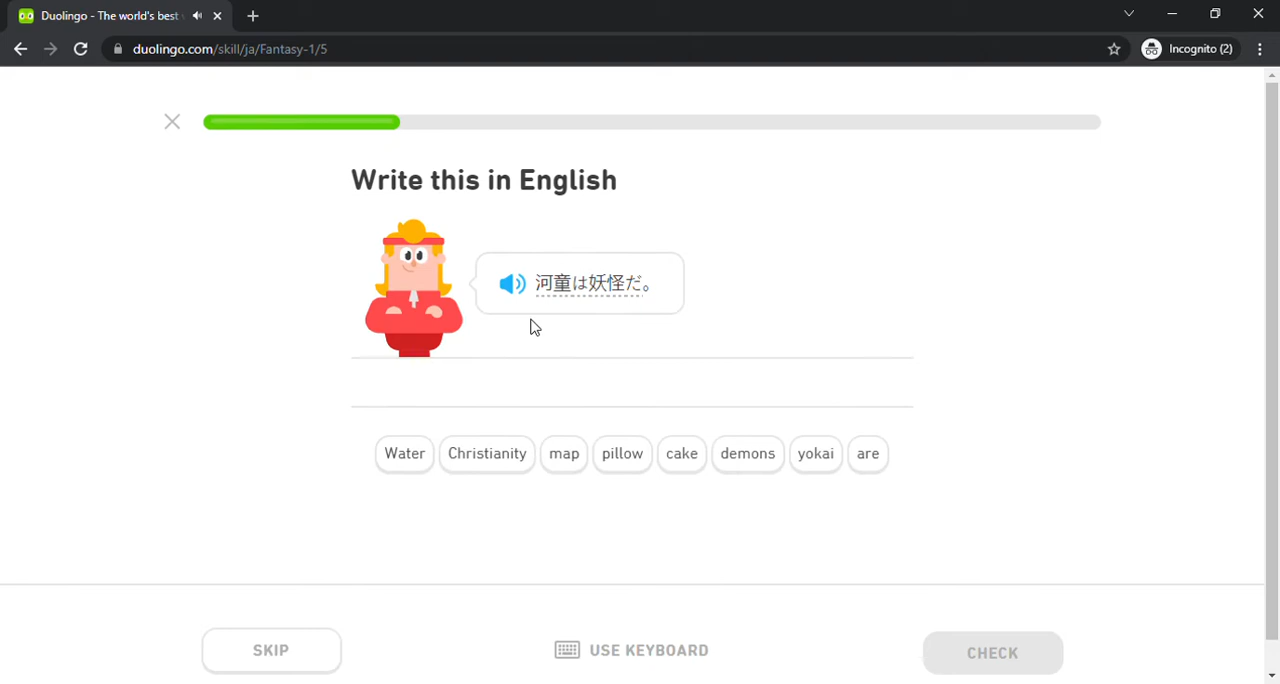 Duolingo - The world's best
duolingo.com/skill/ja/Fantasy-1/5
Incognito (2)
Write this in English
河童は妖怪だ。
Water Christianity map pillow cake demons yokai are
SKIP
USE KEYBOARD
CHECK